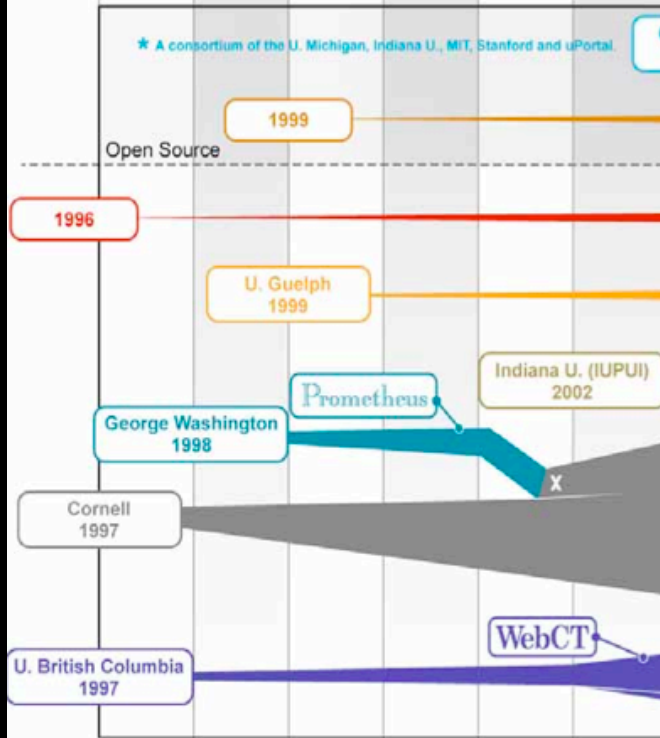 * A consortium of the U. Michigan, Indiana U., MIT, Stanford and uPortal.
1999
Open Source
1996
U. Guelph
1999
Indiana U. (IUPUI)
2002
Prometheus
George Washington
1998
X
Cornell
1997
WebCT
U. British Columbia
1997